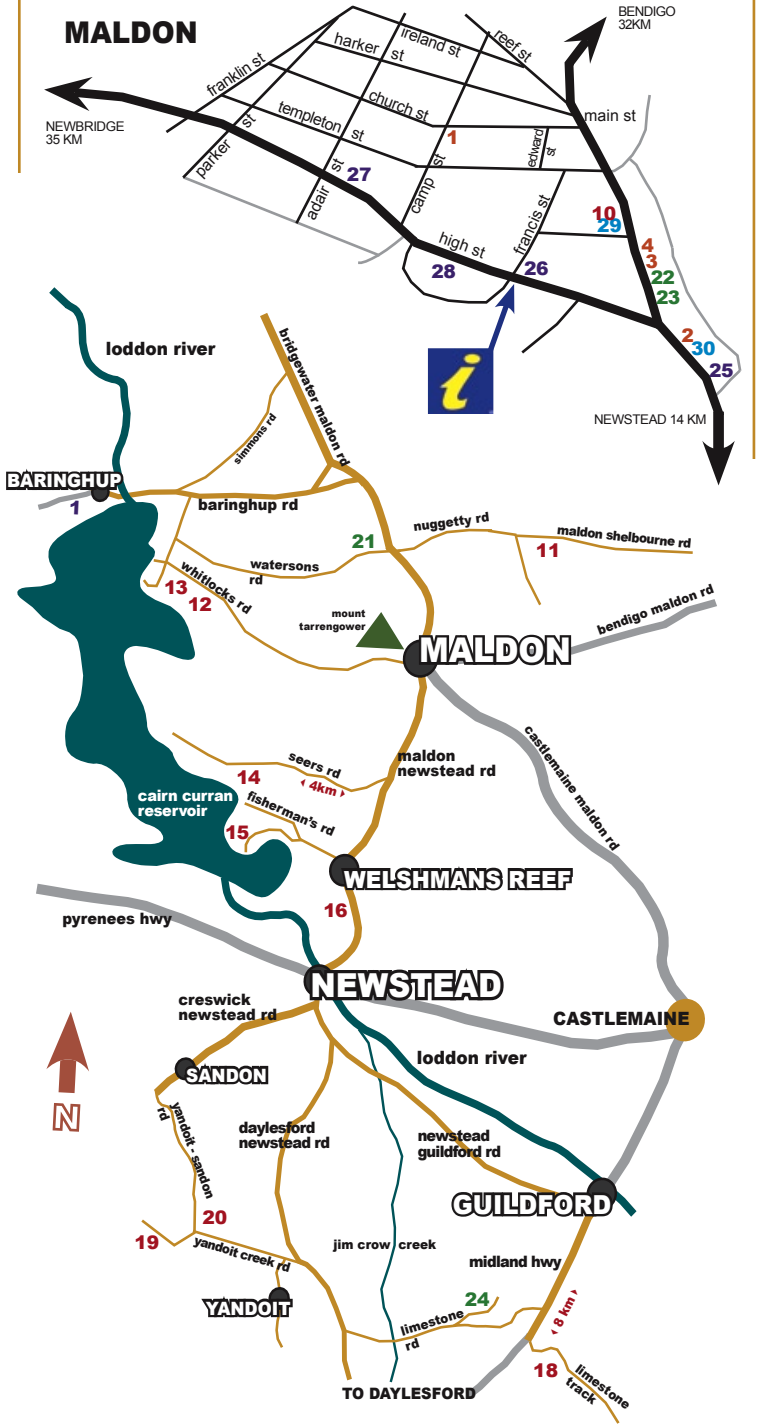 MALDON
BENDIGO
32KM
ireland st
reef st
harker st
franklin st
church st
main st
templeton st
NEWBRIDGE
35 KM
1
edward st
parker st
27
adair st
camp st
francis st
10
29
high st
4
3
28
26
22
23
2
30
25
i
NEWSTEAD 14 KM
loddon river
bridgewater maldon rd
simmons rd
BARINGHUP
1
baringhup rd
21
nuggetty rd
maldon shelbourne rd
11
watersons
rd
whitlocks rd
13
12
mount
tarrengower
bendigo maldon rd
MALDON
castlemaine maldon rd
maldon
newstead rd
seers rd
14
4km
cairn curran
reservoir
fisherman's rd
15
WELSHMANS REEF
16
pyrenees hwy
NEWSTEAD
creswick
newstead rd
CASTLEMAINE
N
loddon river
SANDON
yandoit - sandon
rd
daylesford
newstead rd
newstead
guildford rd
GUILDFORD
20
19
yandoit creek rd
jim crow creek
midland hwy
YANDOIT
24
limestone
rd
8 km
18
limestone
track
TO DAYLESFORD